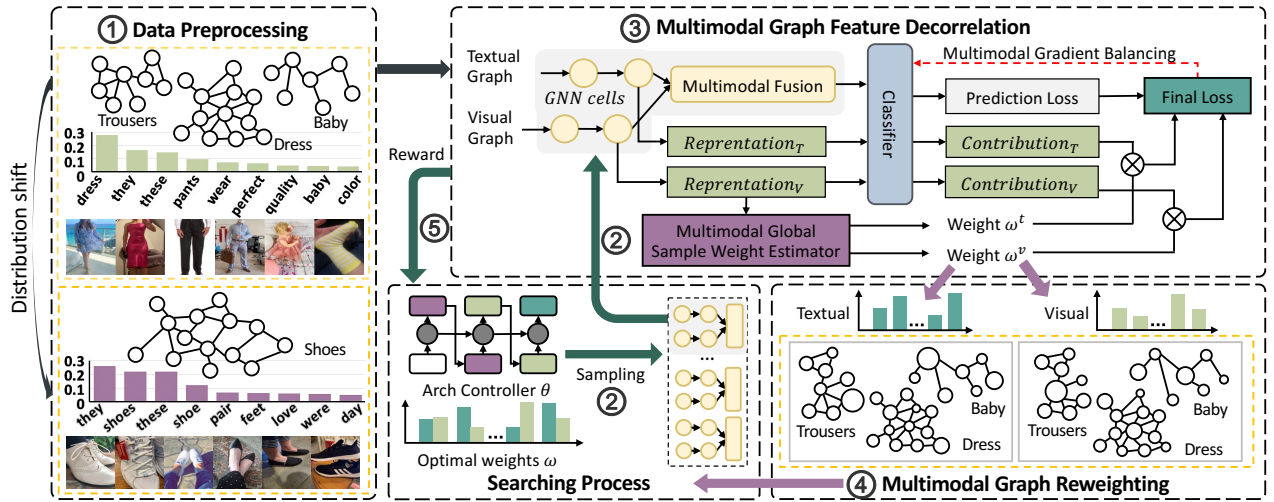 ① Data Preprocessing
Trousers
Dress
Baby
0.3
0.2
0.1
0
dress
they
these
pants
wear
perfect
quality
baby
color
Distribution shift
Shoes
0.3
0.2
0.1
0
they
shoes
these
shoe
pair
feet
love
were
day
③ Multimodal Graph Feature Decorrelation
Textual
Graph
Visual
Graph
GNN cells
Multimodal Fusion
Classifier
Multimodal Gradient Balancing
Prediction Loss
Final Loss
Reprentation_T
Contribution_T
Reprentation_V
Contribution_V
Multimodal Global
Sample Weight Estimator
Weight ω^t
Weight ω^v
Reward
⑤
②
Arch Controller θ
Sampling
②
...
...
Optimal weights ω
Searching Process
Textual
...
Visual
...
Trousers
Baby
Dress
Trousers
Baby
Dress
④ Multimodal Graph Reweighting